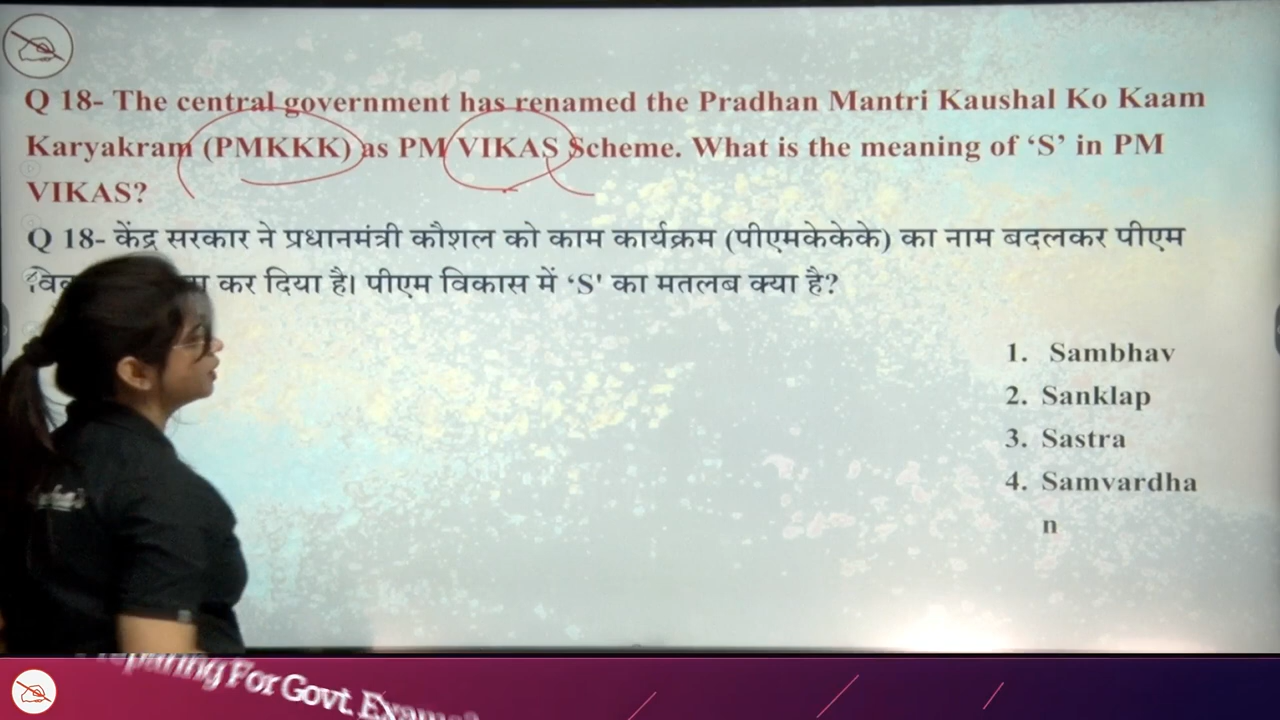 Q 18- The central government has renamed the Pradhan Mantri Kaushal Ko Kaam
Karyakram (PMKKK) as PM VIKAS Scheme. What is the meaning of ‘S’ in PM
VIKAS?
Q 18- केंद्र सरकार ने प्रधानमंत्री कौशल को काम कार्यक्रम (पीएमकेकेके) का नाम बदलकर पीएम
कर दिया है। पीएम विकास में ‘S' का मतलब क्या है?
1. Sambhav
2. Sanklap
3. Sastra
4. Samvardha
n
For Govt. Exams